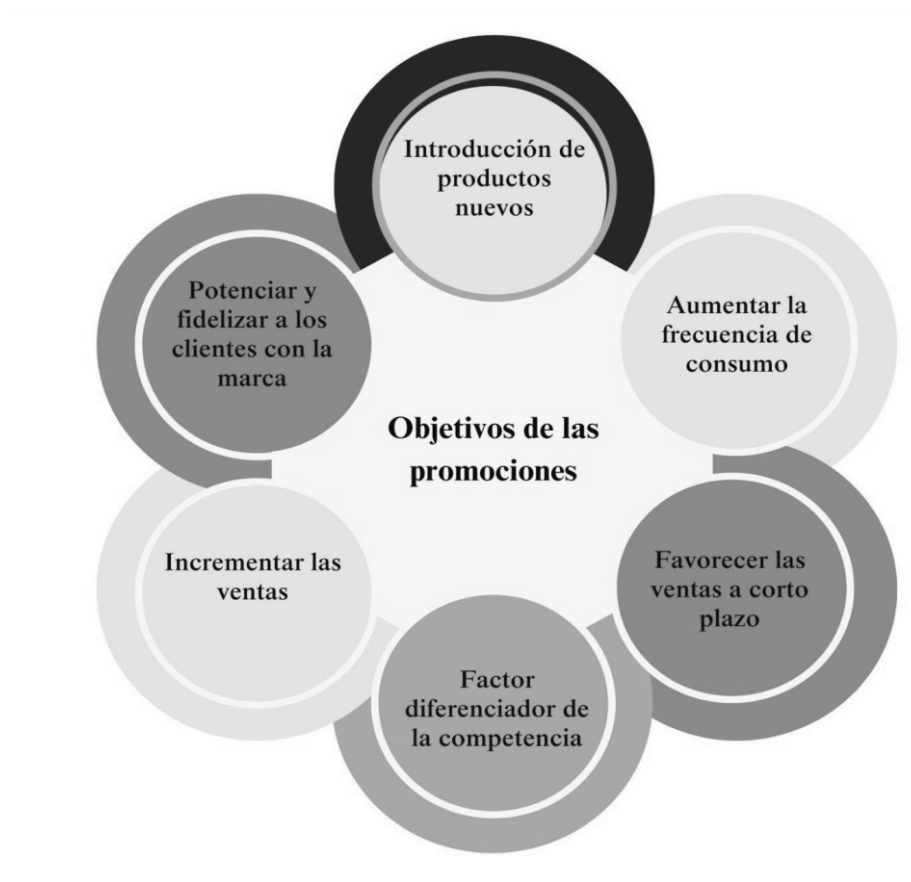 Introducción de
productos
nuevos
Aumentar la
frecuencia de
consumo
Favorecer las
ventas a corto
plazo
Factor
diferenciador de
la competencia
Incrementar las
ventas
Potenciar y
fidelizar a los
clientes con la
marca
Objetivos de las
promociones